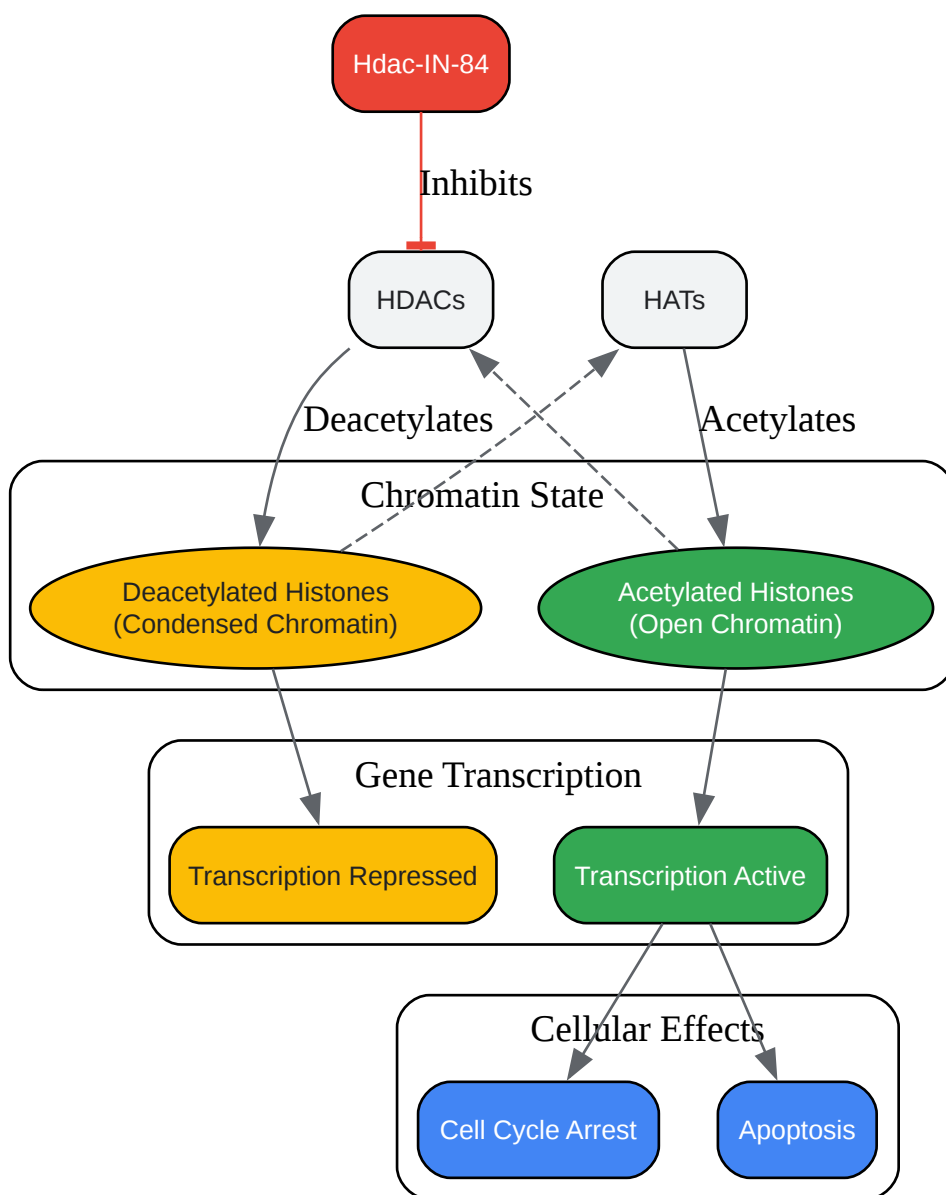 Hdac-IN-84
Inhibits
HDACs
HATs
Deacetylates
Acetylates
Chromatin State
Deacetylated Histones
(Condensed Chromatin)
Acetylated Histones
(Open Chromatin)
Gene Transcription
Transcription Repressed
Transcription Active
Cellular Effects
Cell Cycle Arrest
Apoptosis